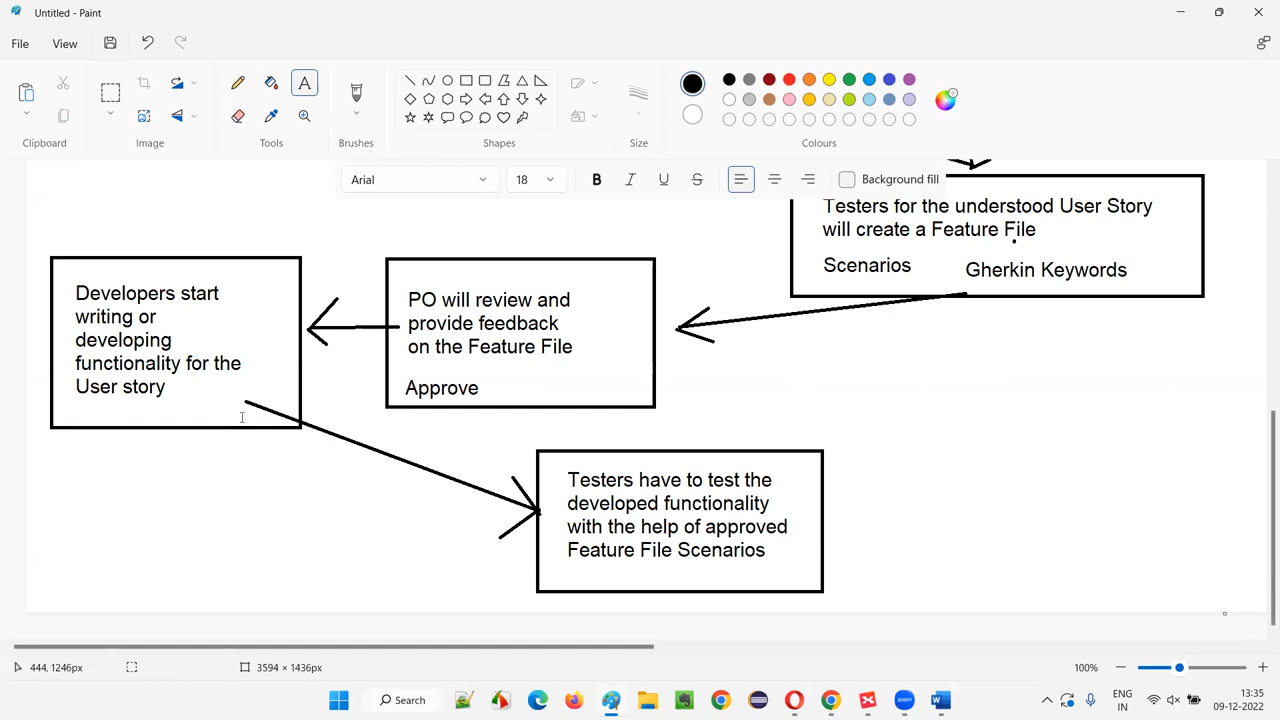 Untitled - Paint
File
View
Clipboard
Image
Tools
Brushes
Shapes
Size
Colours
Arial
18
B
I
U
S
Background fill
Testers for the understood User Story
will create a Feature File
Scenarios
Gherkin Keywords
Developers start
writing or
developing
functionality for the
User story
PO will review and
provide feedback
on the Feature File
Approve
Testers have to test the
developed functionality
with the help of approved
Feature File Scenarios
444, 1246px
3594 × 1436px
100%
Search
zoom
ENG
IN
13:35
09-12-2022